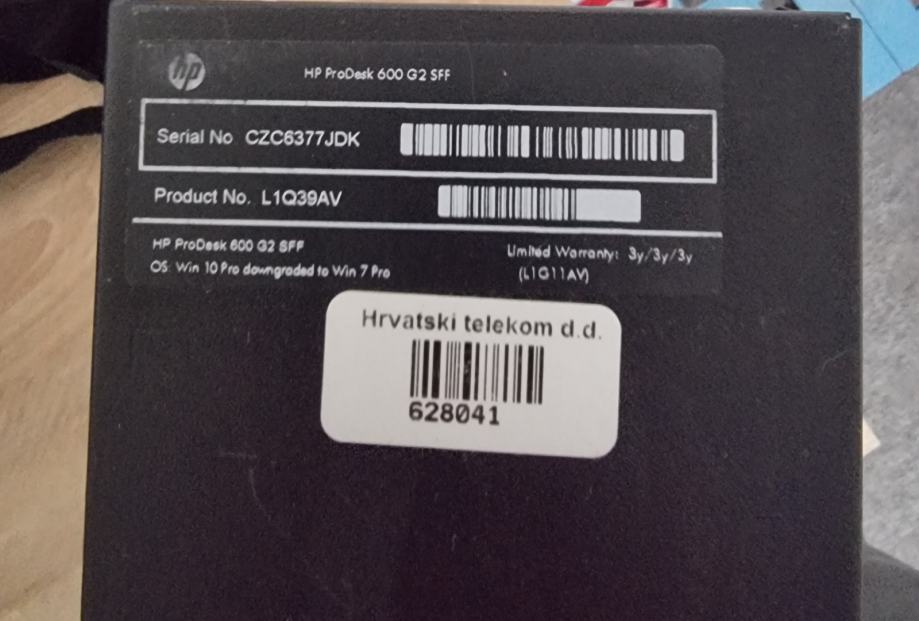 hp
HP ProDesk 600 G2 SFF
Serial No CZC6377JDK
Product No. L1Q39AV
HP ProDesk 600 G2 SFF
OS: Win 10 Pro downgraded to Win 7 Pro
Limited Warranty: 3y/3y/3y
(L1G11AV)
Hrvatski telekom d.d.
628041